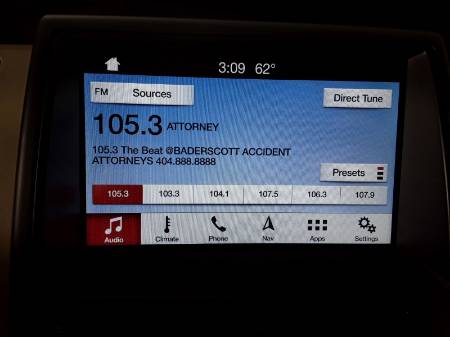 3:09 62°
FM Sources
Direct Tune
105.3 ATTORNEY
105.3 The Beat @BADERSCOTT ACCIDENT
ATTORNEYS 404.888.8888
Presets
105.3 103.3 104.1 107.5 106.3 107.9
Audio Climate Phone Nav Apps Settings